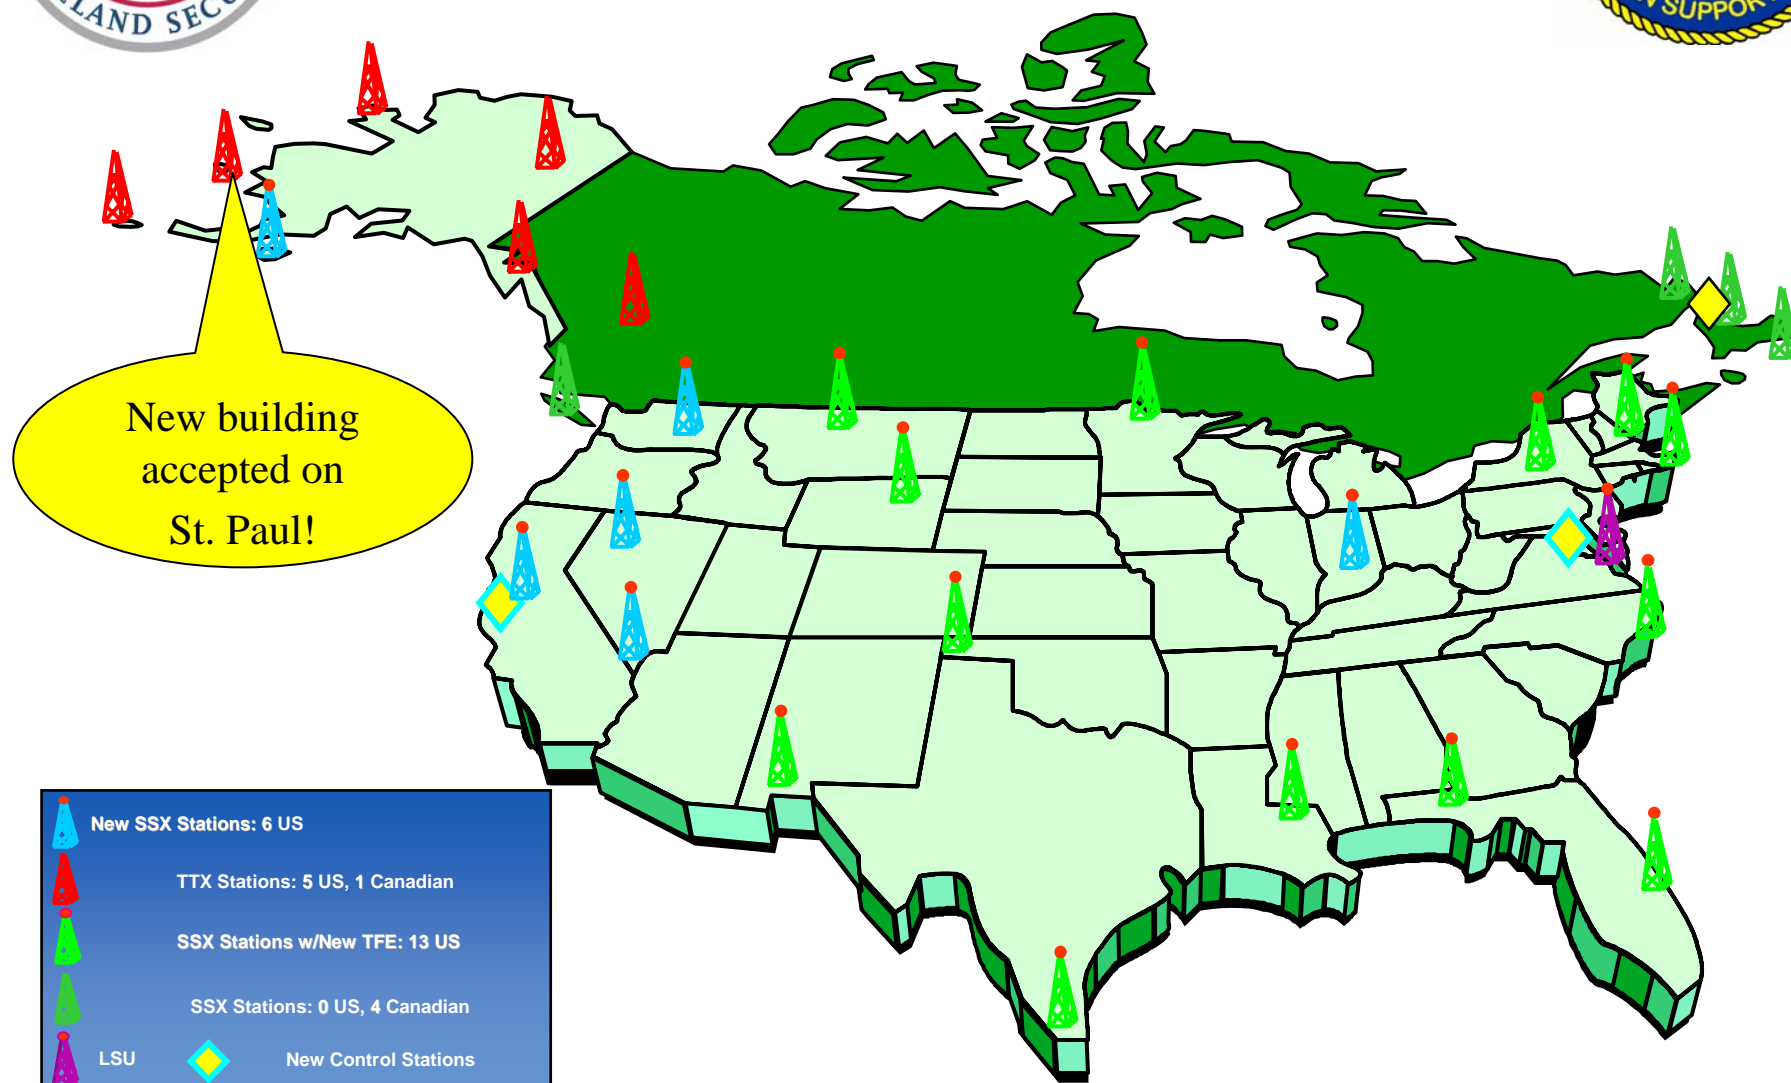 LAND SEC
SUPPORT
New building
accepted on
St. Paul!
New SSX Stations: 6 US
TTX Stations: 5 US, 1 Canadian
SSX Stations w/New TFE: 13 US
SSX Stations: 0 US, 4 Canadian
LSU New Control Stations